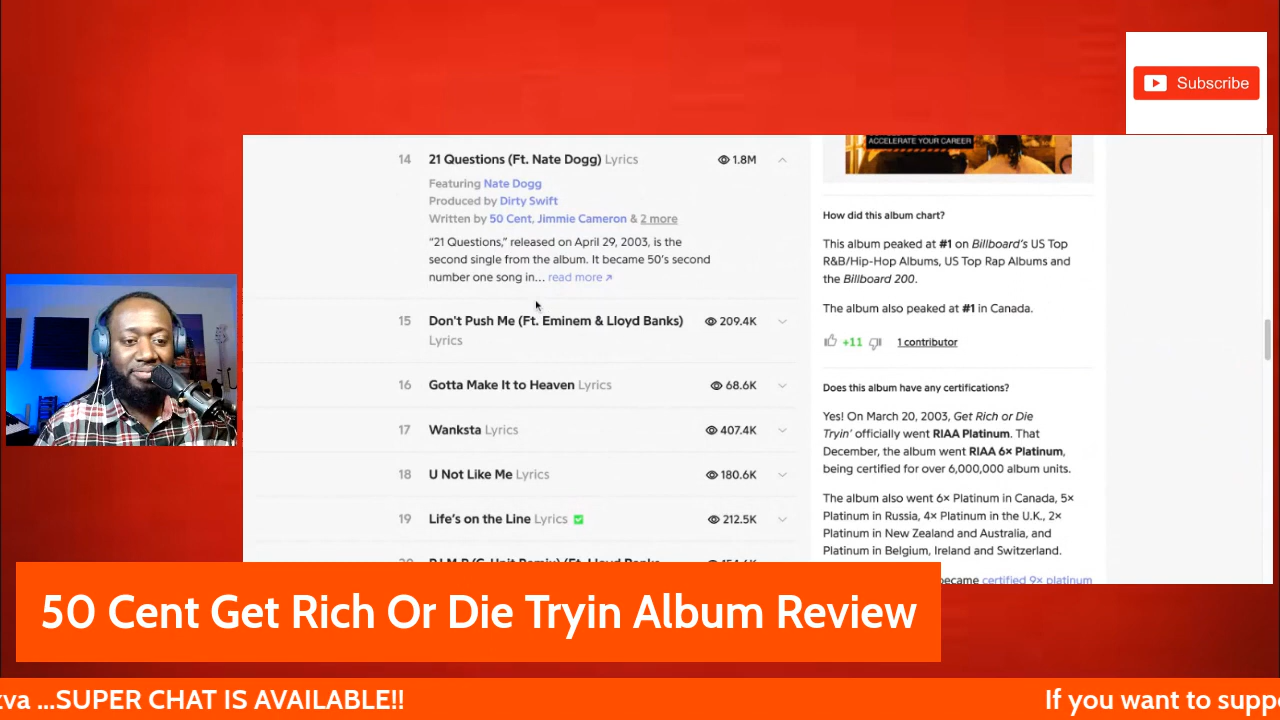 Subscribe
ACCELERATE YOUR CAREER
14 21 Questions (Ft. Nate Dogg) Lyrics 1.8M
Featuring Nate Dogg
Produced by Dirty Swift
Written by 50 Cent, Jimmie Cameron & 2 more
“21 Questions,” released on April 29, 2003, is the
second single from the album. It became 50’s second
number one song in... read more
15 Don't Push Me (Ft. Eminem & Lloyd Banks) 209.4K
Lyrics
16 Gotta Make It to Heaven Lyrics 68.6K
17 Wanksta Lyrics 407.4K
18 U Not Like Me Lyrics 180.6K
19 Life’s on the Line Lyrics 212.5K
How did this album chart?
This album peaked at #1 on Billboard’s US Top
R&B/Hip-Hop Albums, US Top Rap Albums and
the Billboard 200.
The album also peaked at #1 in Canada.
+11 1 contributor
Does this album have any certifications?
Yes! On March 20, 2003, Get Rich or Die
Tryin’ officially went RIAA Platinum. That
December, the album went RIAA 6× Platinum,
being certified for over 6,000,000 album units.
The album also went 6× Platinum in Canada, 5×
Platinum in Russia, 4× Platinum in the U.K., 2×
Platinum in New Zealand and Australia, and
Platinum in Belgium, Ireland and Switzerland.
became certified 9× platinum
50 Cent Get Rich Or Die Tryin Album Review
...SUPER CHAT IS AVAILABLE!! If you want to